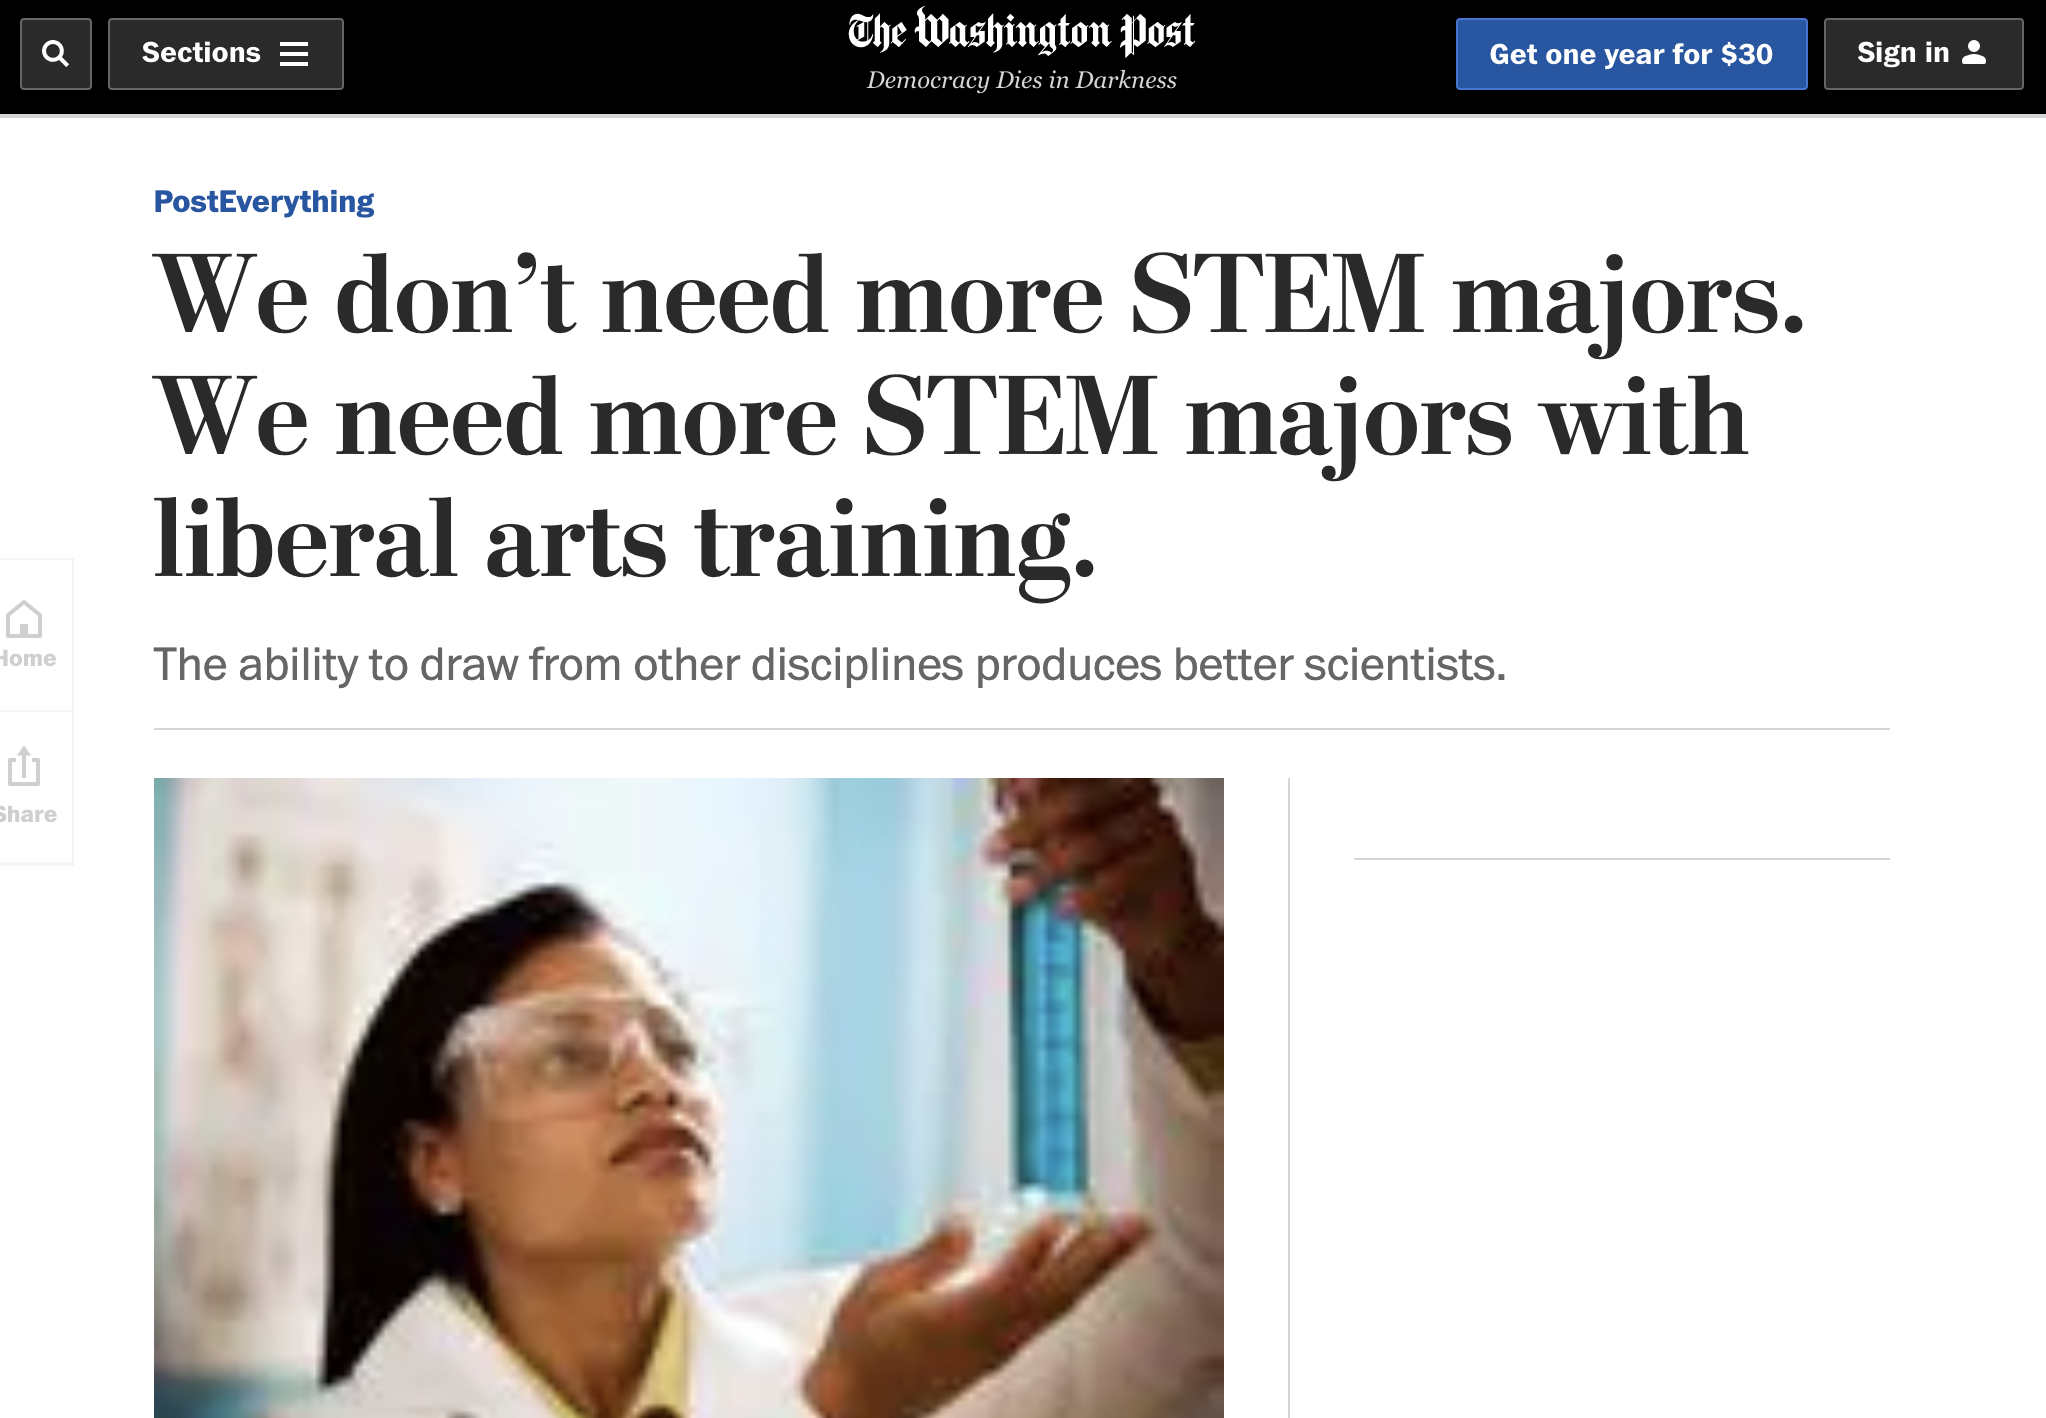 Sections
The Washington Post
Democracy Dies in Darkness
Get one year for $30
Sign in
PostEverything
We don’t need more STEM majors.
We need more STEM majors with
liberal arts training.
The ability to draw from other disciplines produces better scientists.
Home
Share